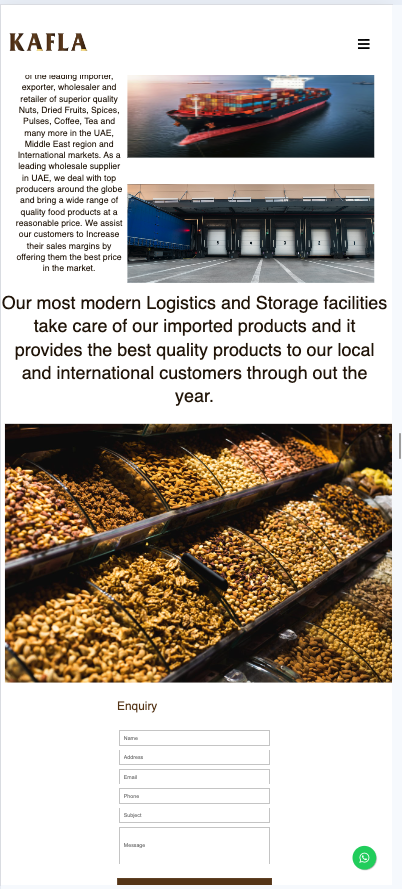 KAFLA
of the leading importer,
exporter, wholesaler and
retailer of superior quality
Nuts, Dried Fruits, Spices,
Pulses, Coffee, Tea and
many more in the UAE,
Middle East region and
International markets. As a
leading wholesale supplier
in UAE, we deal with top
producers around the globe
and bring a wide range of
quality food products at a
reasonable price. We assist
our customers to Increase
their sales margins by
offering them the best price
in the market.
Our most modern Logistics and Storage facilities
take care of our imported products and it
provides the best quality products to our local
and international customers through out the
year.
Enquiry
Name
Address
Email
Phone
Subject
Message